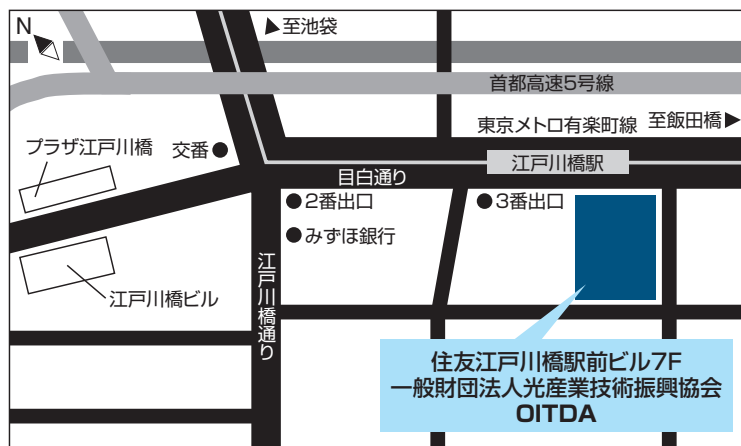 N
至池袋
首都高速5号線
東京メトロ有楽町線
至飯田橋
プラザ江戸川橋
交番
江戸川橋駅
目白通り
2番出口
3番出口
みずほ銀行
江戸川橋通り
江戸川橋ビル
住友江戸川橋駅前ビル7F
一般財団法人光産業技術振興協会
OITDA